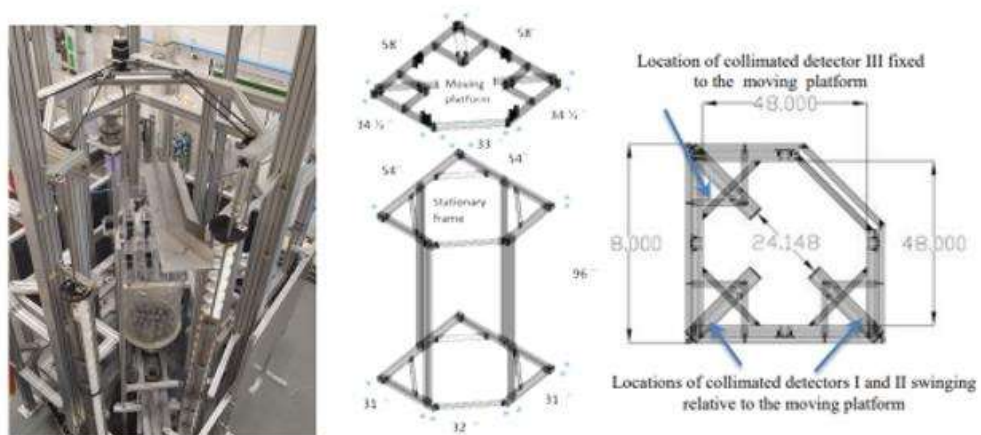 58
58
Moving
platform
34 ½
34 ½
33
54
54
Stationary
frame
96
31
31
32
Location of collimated detector III fixed
to the moving platform
48.000
8.000
24.148
48.000
Locations of collimated detectors I and II swinging
relative to the moving platform